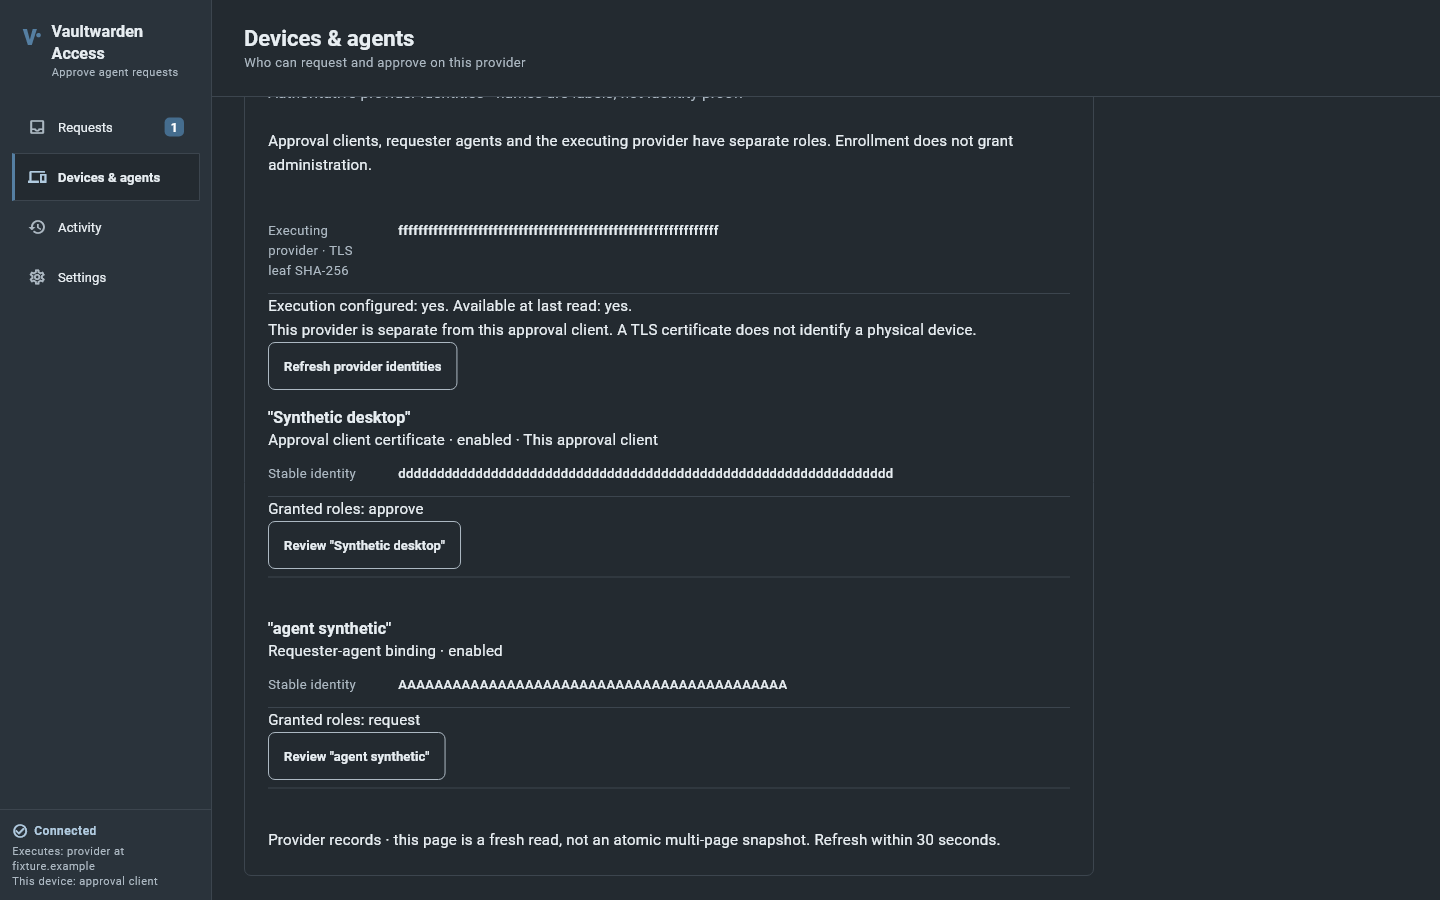 Vaultwarden
Access
Approve agent requests
Requests
1
Devices & agents
Activity
Settings
Connected
Executes: provider at
fixture.example
This device: approval client
Devices & agents
Who can request and approve on this provider
Approval clients, requester agents and the executing provider have separate roles. Enrollment does not grant
administration.
Executing
provider · TLS
leaf SHA-256
ffffffffffffffffffffffffffffffffffffffffffffffffffffffffffffffff
Execution configured: yes. Available at last read: yes.
This provider is separate from this approval client. A TLS certificate does not identify a physical device.
Refresh provider identities
"Synthetic desktop"
Approval client certificate · enabled · This approval client
Stable identity
dddddddddddddddddddddddddddddddddddddddddddddddddddddddddddddddd
Granted roles: approve
Review "Synthetic desktop"
"agent synthetic"
Requester-agent binding · enabled
Stable identity
AAAAAAAAAAAAAAAAAAAAAAAAAAAAAAAAAAAAAAAAAAA
Granted roles: request
Review "agent synthetic"
Provider records · this page is a fresh read, not an atomic multi-page snapshot. Refresh within 30 seconds.